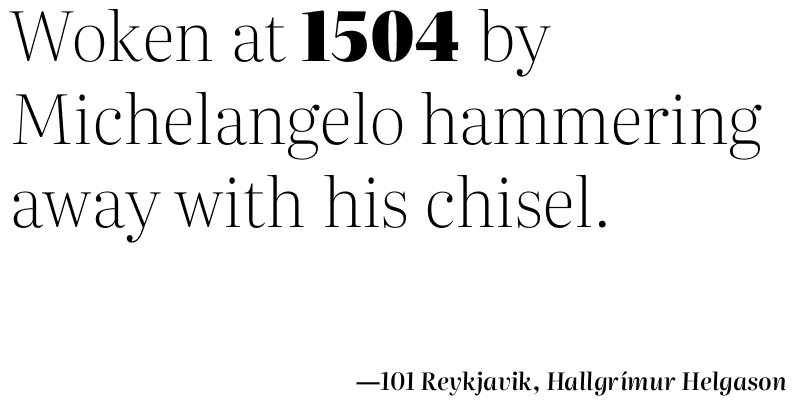 Woken at 1504 by
Michelangelo hammering
away with his chisel.
—101 Reykjavik, Hallgrímur Helgason